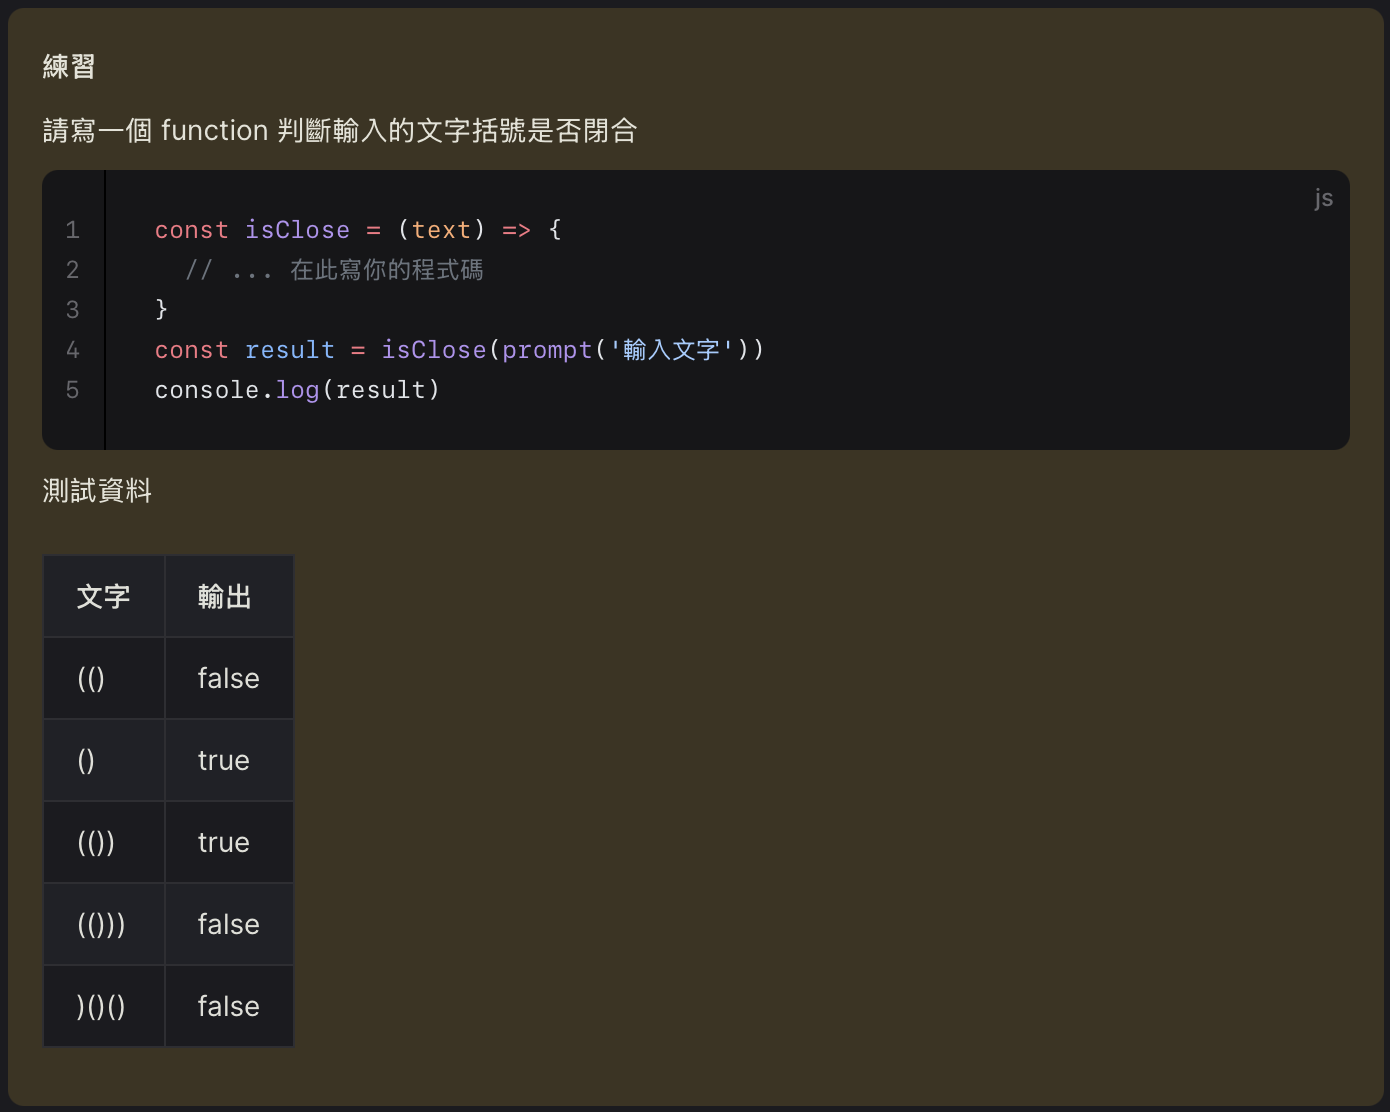 練習
請寫一個 function 判斷輸入的文字括號是否閉合
js
1 const isClose = (text) => {
2 // ... 在此寫你的程式碼
3 }
4 const result = isClose(prompt('輸入文字'))
5 console.log(result)
測試資料
文字 輸出
(() false
() true
(()) true
(())) false
)()() false